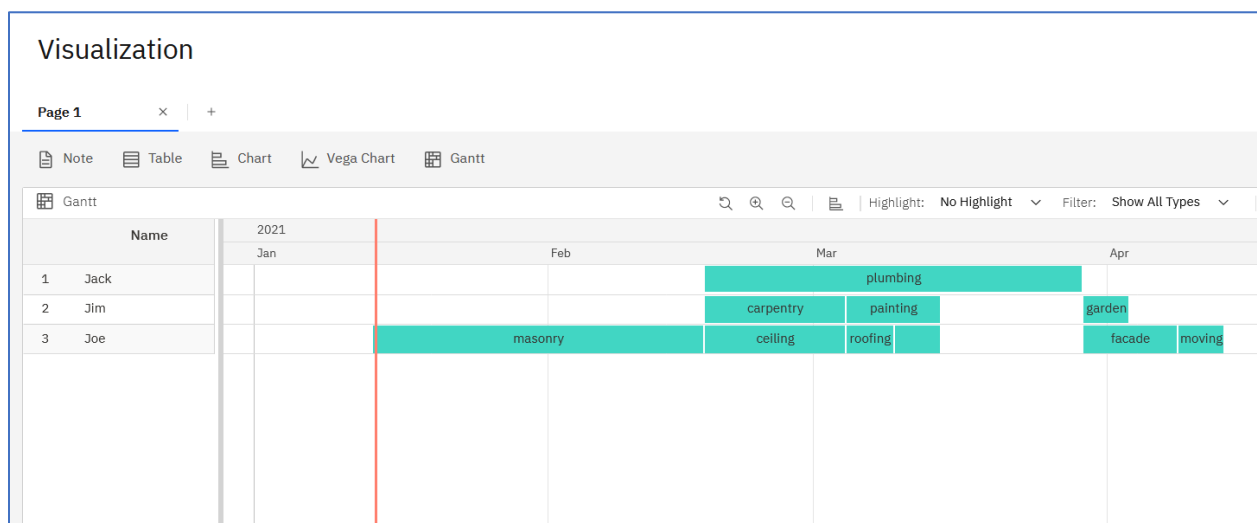 Visualization
Page 1 × +
Note Table Chart Vega Chart Gantt
Gantt Highlight: No Highlight Filter: Show All Types
Name 2021
Jan Feb Mar Apr
1 Jack plumbing
2 Jim carpentry painting garden
3 Joe masonry ceiling roofing facade moving